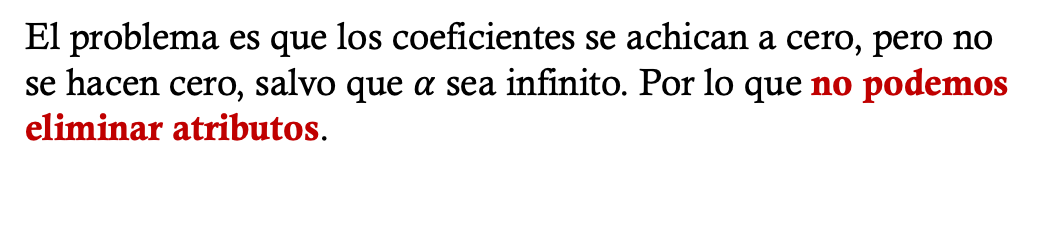 El problema es que los coeficientes se achican a cero, pero no
se hacen cero, salvo que α sea infinito. Por lo que no podemos
eliminar atributos.